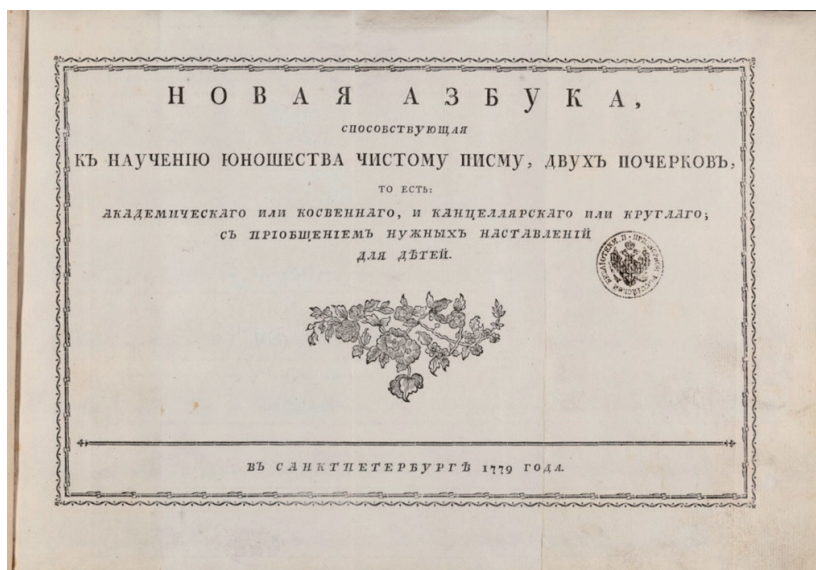 НОВАЯ АЗБУКА,
СПОСОБСТВУЮЩАЯ
КЪ НАУЧЕНІЮ ЮНОШЕСТВА ЧИСТОМУ ПИСМУ, ДВУХЪ ПОЧЕРКОВЪ,
ТО ЕСТЬ:
АКАДЕМИЧЕСКАГО ИЛИ КОСВЕННАГО, И КАНЦЕЛЛЯРСКАГО ИЛИ КРУГЛАГО;
СЪ ПРІОБЩЕНІЕМЪ НУЖНЫХЪ НАСТАВЛЕНІЙ
ДЛЯ ДѢТЕЙ.
ВЪ САНКТПЕТЕРБУРГѢ 1779 ГОДА.